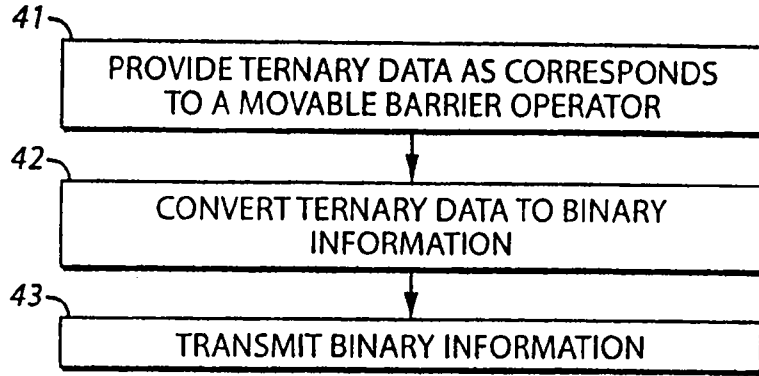 41
PROVIDE TERNARY DATA AS CORRESPONDS
TO A MOVABLE BARRIER OPERATOR
42
CONVERT TERNARY DATA TO BINARY
INFORMATION
43
TRANSMIT BINARY INFORMATION